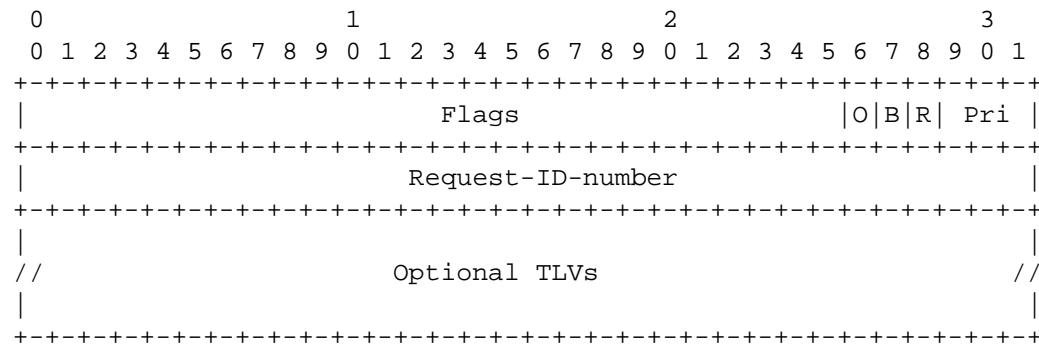 0                   1                   2                   3
 0 1 2 3 4 5 6 7 8 9 0 1 2 3 4 5 6 7 8 9 0 1 2 3 4 5 6 7 8 9 0 1
+-+-+-+-+-+-+-+-+-+-+-+-+-+-+-+-+-+-+-+-+-+-+-+-+-+-+-+-+-+-+-+-+
|                          Flags                    |O|B|R| Pri |
+-+-+-+-+-+-+-+-+-+-+-+-+-+-+-+-+-+-+-+-+-+-+-+-+-+-+-+-+-+-+-+-+
|                        Request-ID-number                      |
+-+-+-+-+-+-+-+-+-+-+-+-+-+-+-+-+-+-+-+-+-+-+-+-+-+-+-+-+-+-+-+-+
|                                                               |
//                      Optional TLVs                          //
|                                                               |
+-+-+-+-+-+-+-+-+-+-+-+-+-+-+-+-+-+-+-+-+-+-+-+-+-+-+-+-+-+-+-+-+